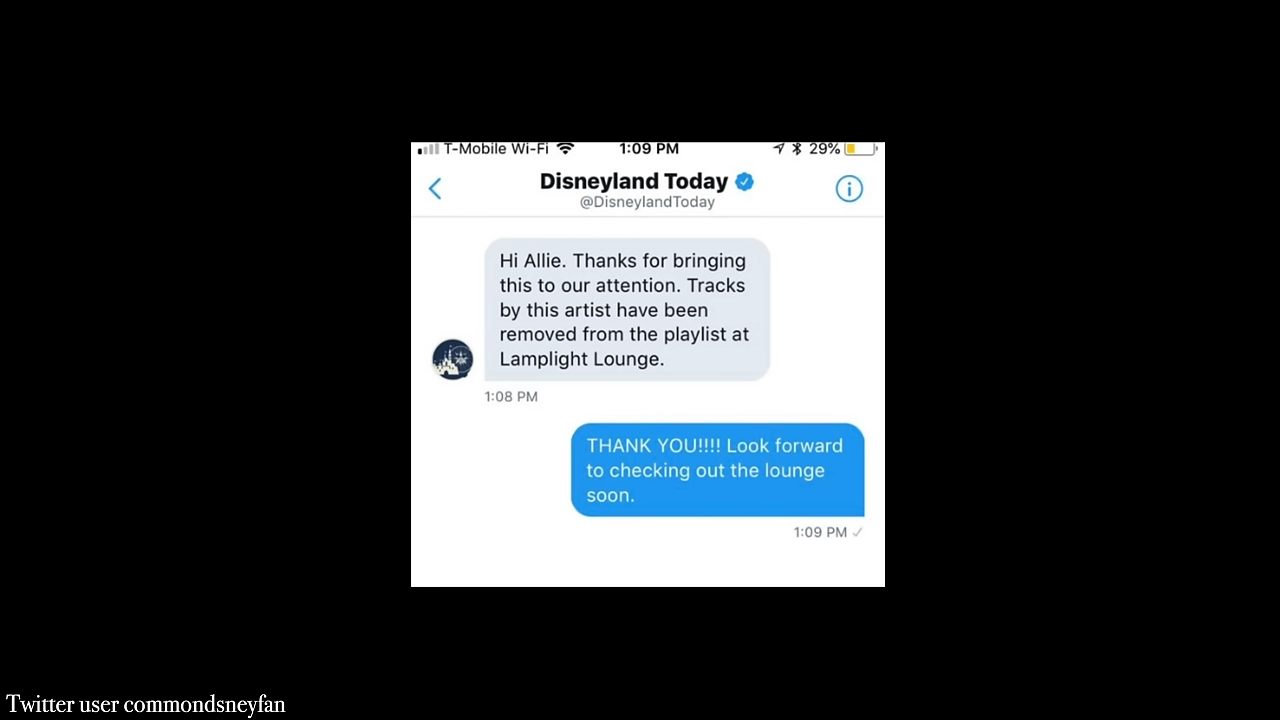 T-Mobile Wi-Fi 1:09 PM 29%
Disneyland Today
@DisneylandToday
Hi Allie. Thanks for bringing
this to our attention. Tracks
by this artist have been
removed from the playlist at
Lamplight Lounge.
1:08 PM
THANK YOU!!!! Look forward
to checking out the lounge
soon.
1:09 PM
Twitter user commondsneyfan